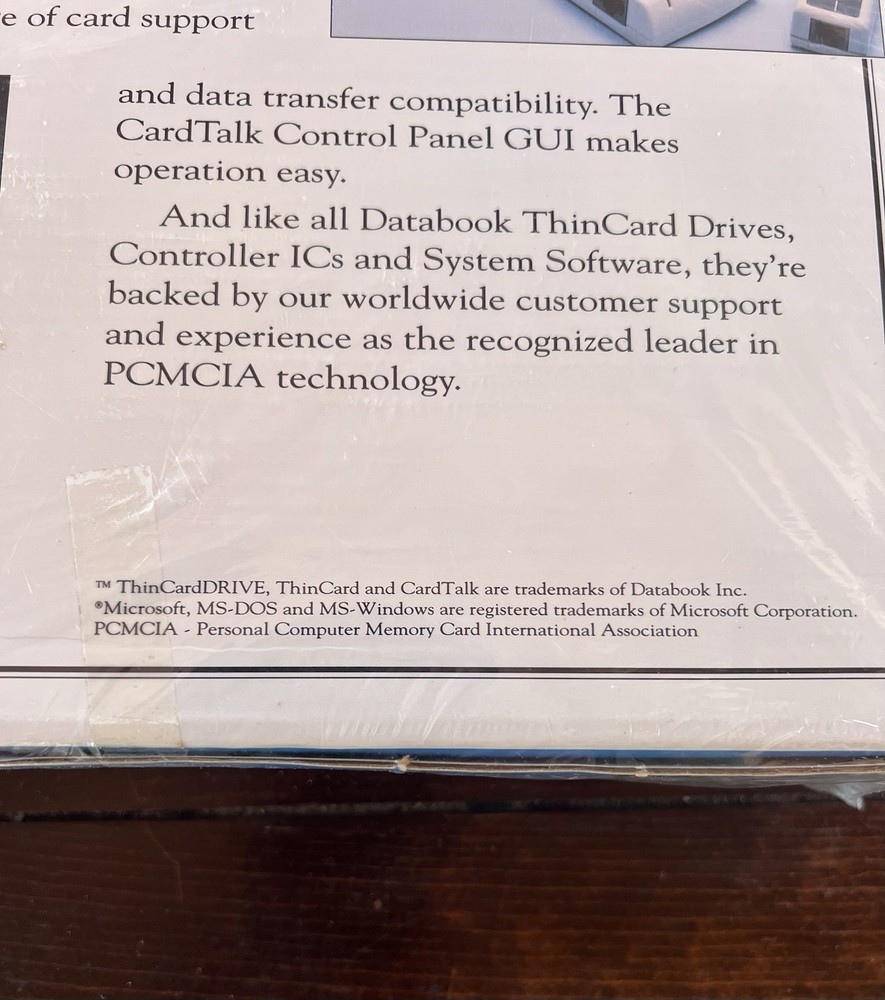 e of card support
and data transfer compatibility. The
CardTalk Control Panel GUI makes
operation easy.
And like all Databook ThinCard Drives,
Controller ICs and System Software, they're
backed by our worldwide customer support
and experience as the recognized leader in
PCMCIA technology.
™ ThinCardDRIVE, ThinCard and CardTalk are trademarks of Databook Inc.
®Microsoft, MS-DOS and MS-Windows are registered trademarks of Microsoft Corporation.
PCMCIA - Personal Computer Memory Card International Association